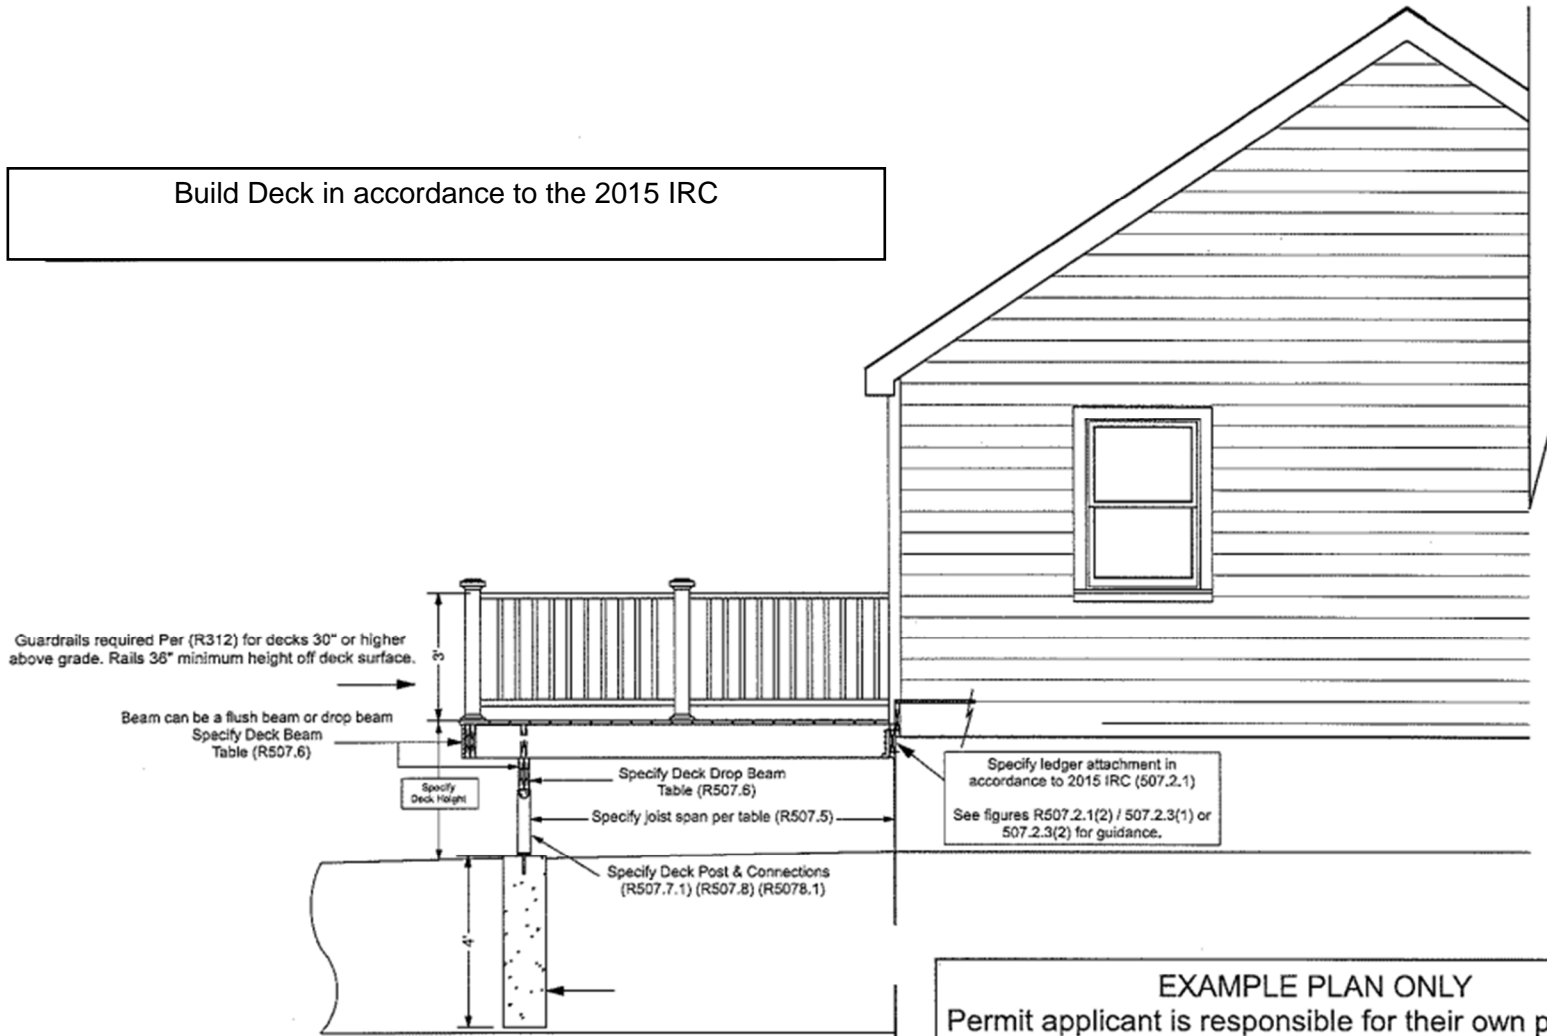 Build Deck in accordance to the 2015 IRC
Guardrails required Per (R312) for decks 30" or higher
above grade. Rails 36" minimum height off deck surface.
3'
Beam can be a flush beam or drop beam
Specify Deck Beam
Table (R507.6)
Specify
Deck Height
Specify Deck Drop Beam
Table (R507.6)
Specify joist span per table (R507.5)
Specify ledger attachment in
accordance to 2015 IRC (507.2.1)
See figures R507.2.1(2) / 507.2.3(1) or
507.2.3(2) for guidance.
Specify Deck Post & Connections
(R507.7.1) (R507.8) (R5078.1)
4'
EXAMPLE PLAN ONLY
Permit applicant is responsible for their own p